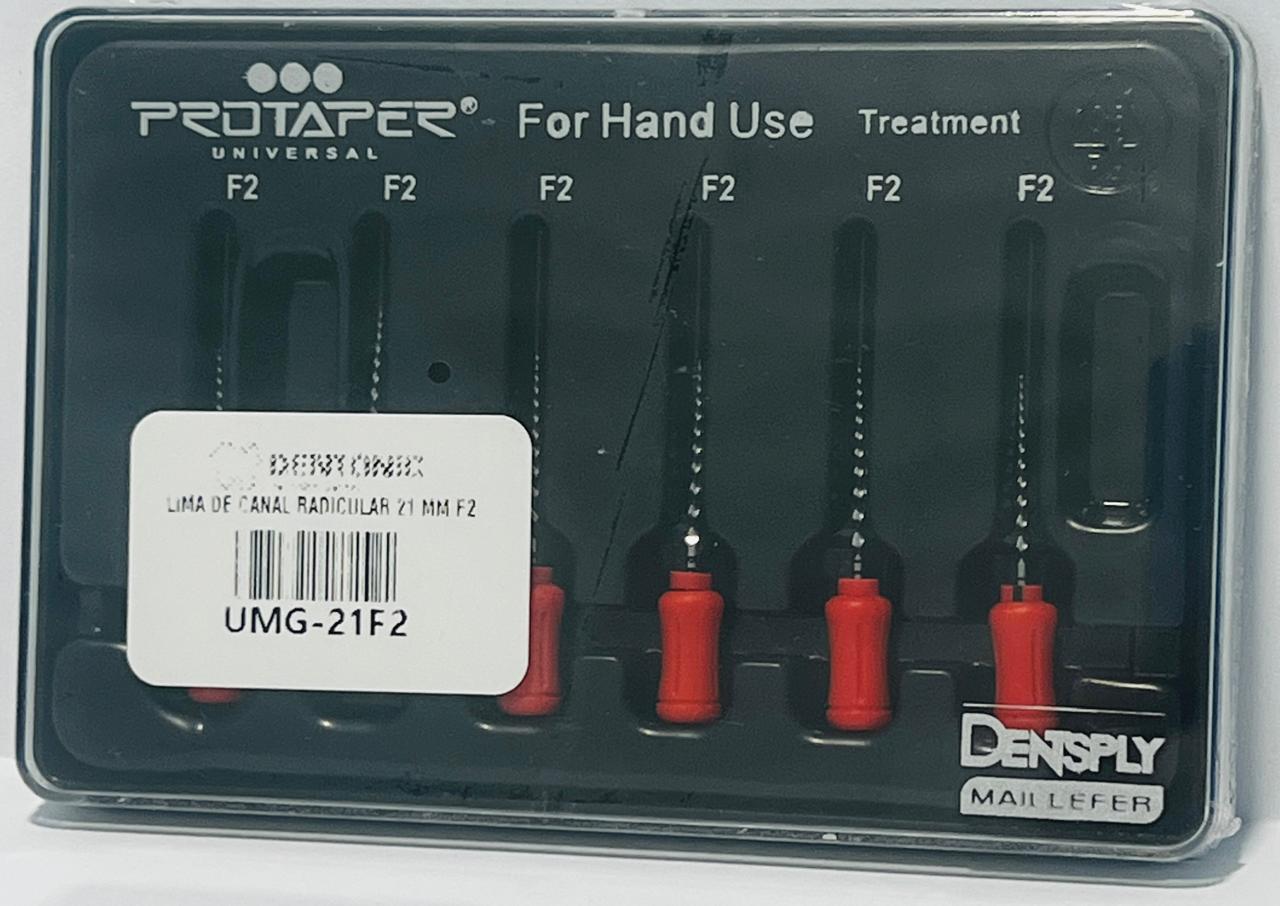 PROTAPER® For Hand Use Treatment
UNIVERSAL
F2 F2 F2 F2 F2 F2
DENTONIX
LIMA DE CANAL RADICULAR 21 MM F2
UMG-21F2
DENTSPLY
MAILLEFER